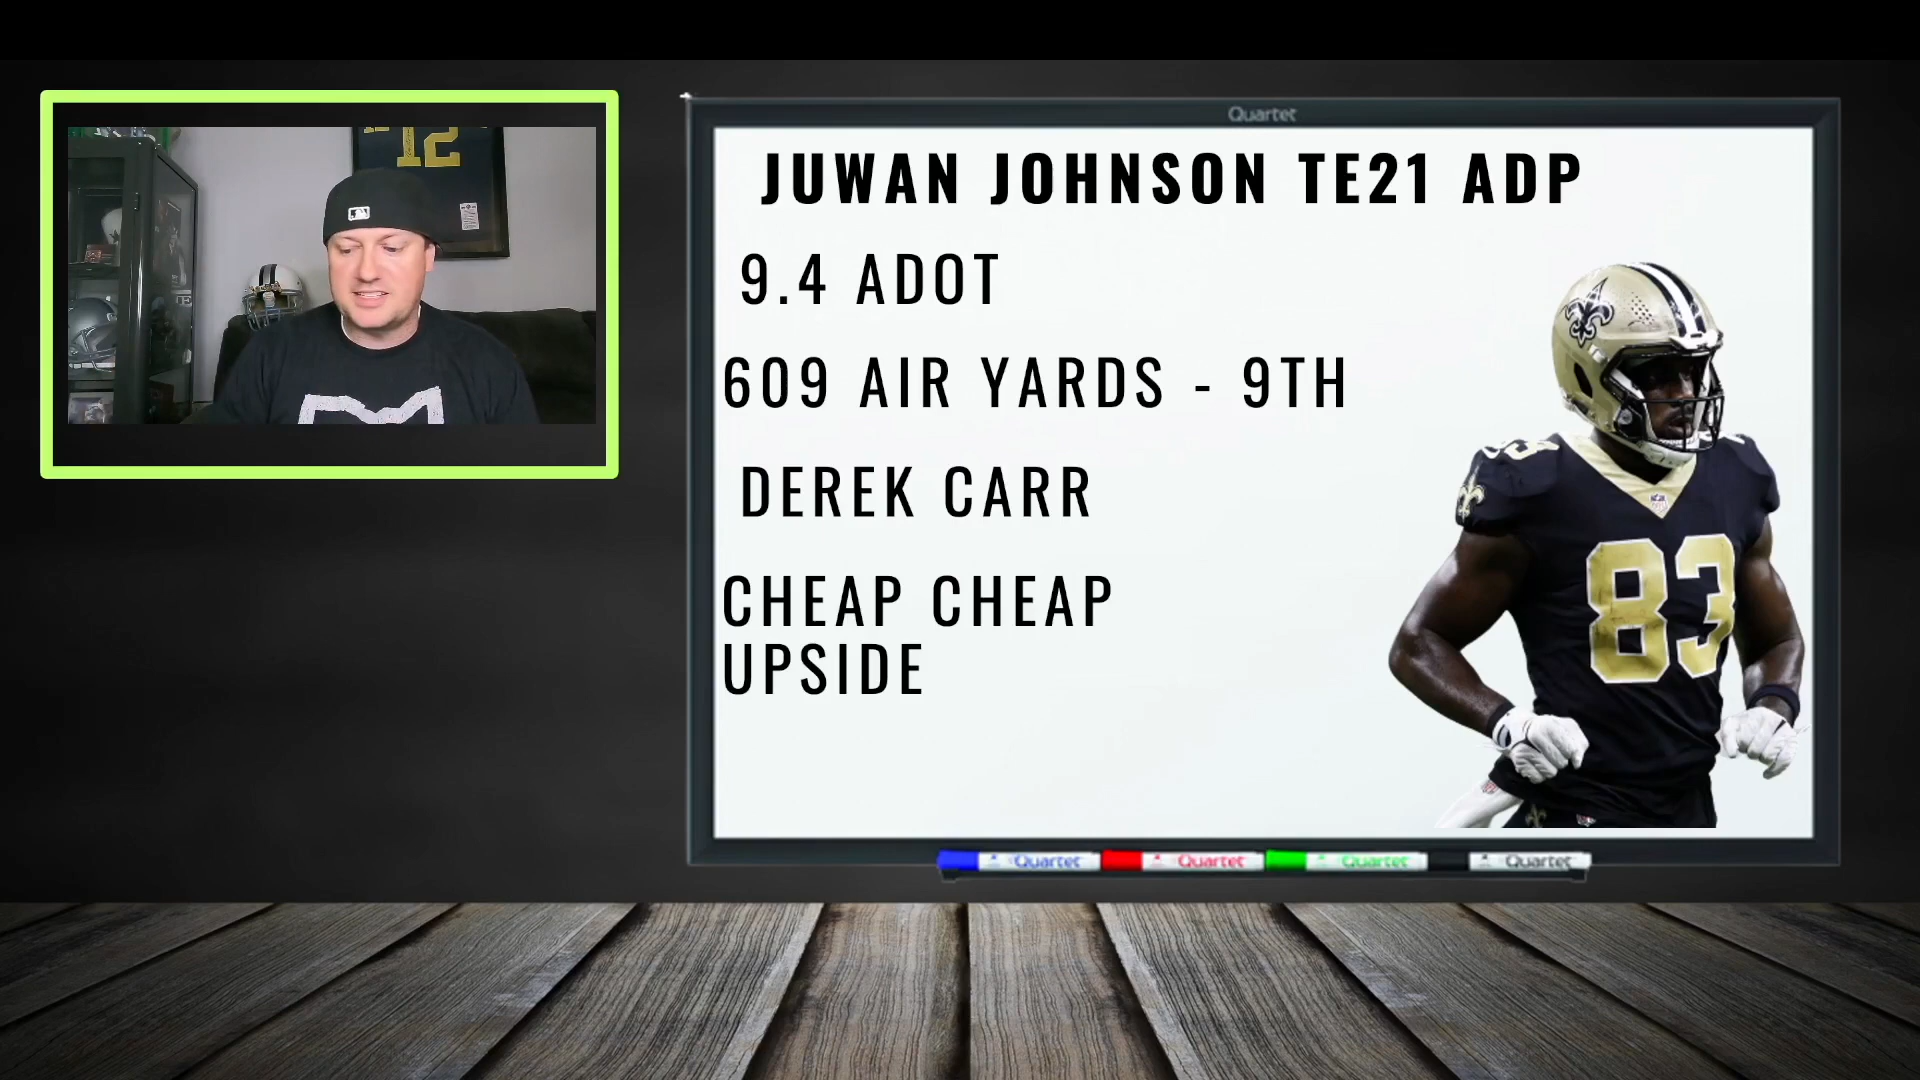 12
Quartet
JUWAN JOHNSON TE21 ADP
9.4 ADOT
609 AIR YARDS - 9TH
DEREK CARR
CHEAP CHEAP
UPSIDE
83
83
Quartet Quartet Quartet Quartet